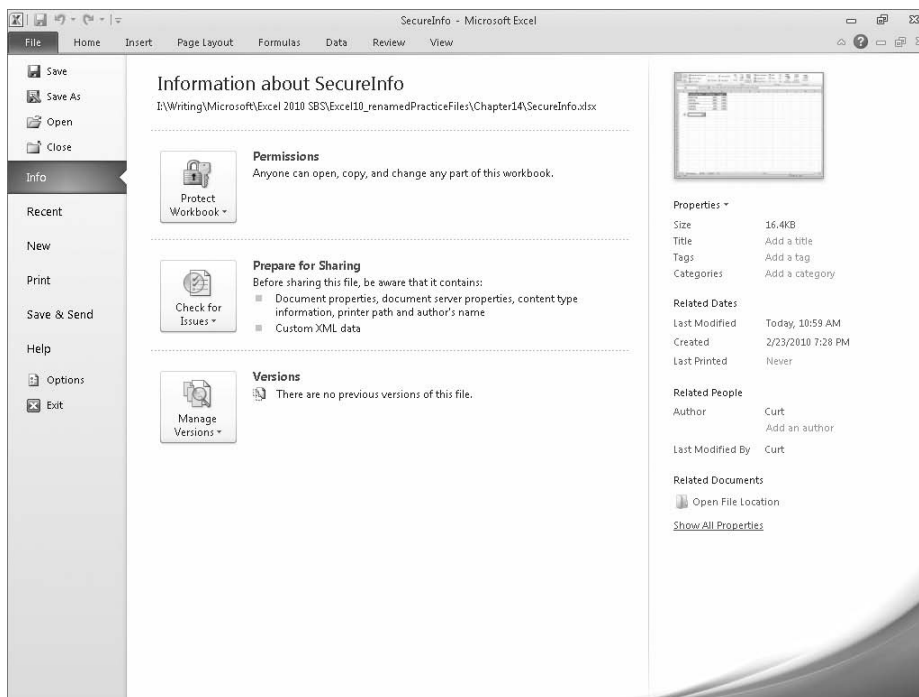 SecureInfo - Microsoft Excel
File Home Insert Page Layout Formulas Data Review View
Save
Save As
Open
Close
Info
Recent
New
Print
Save & Send
Help
Options
Exit
Information about SecureInfo
I:\Writing\Microsoft\Excel 2010 SBS\Excel10_renamedPracticeFiles\Chapter14\SecureInfo.xlsx
Protect
Workbook
Permissions
Anyone can open, copy, and change any part of this workbook.
Check for
Issues
Prepare for Sharing
Before sharing this file, be aware that it contains:
Document properties, document server properties, content type
information, printer path and author's name
Custom XML data
Manage
Versions
Versions
There are no previous versions of this file.
Properties
Size 16.4KB
Title Add a title
Tags Add a tag
Categories Add a category
Related Dates
Last Modified Today, 10:59 AM
Created 2/23/2010 7:28 PM
Last Printed Never
Related People
Author Curt
Add an author
Last Modified By Curt
Related Documents
Open File Location
Show All Properties